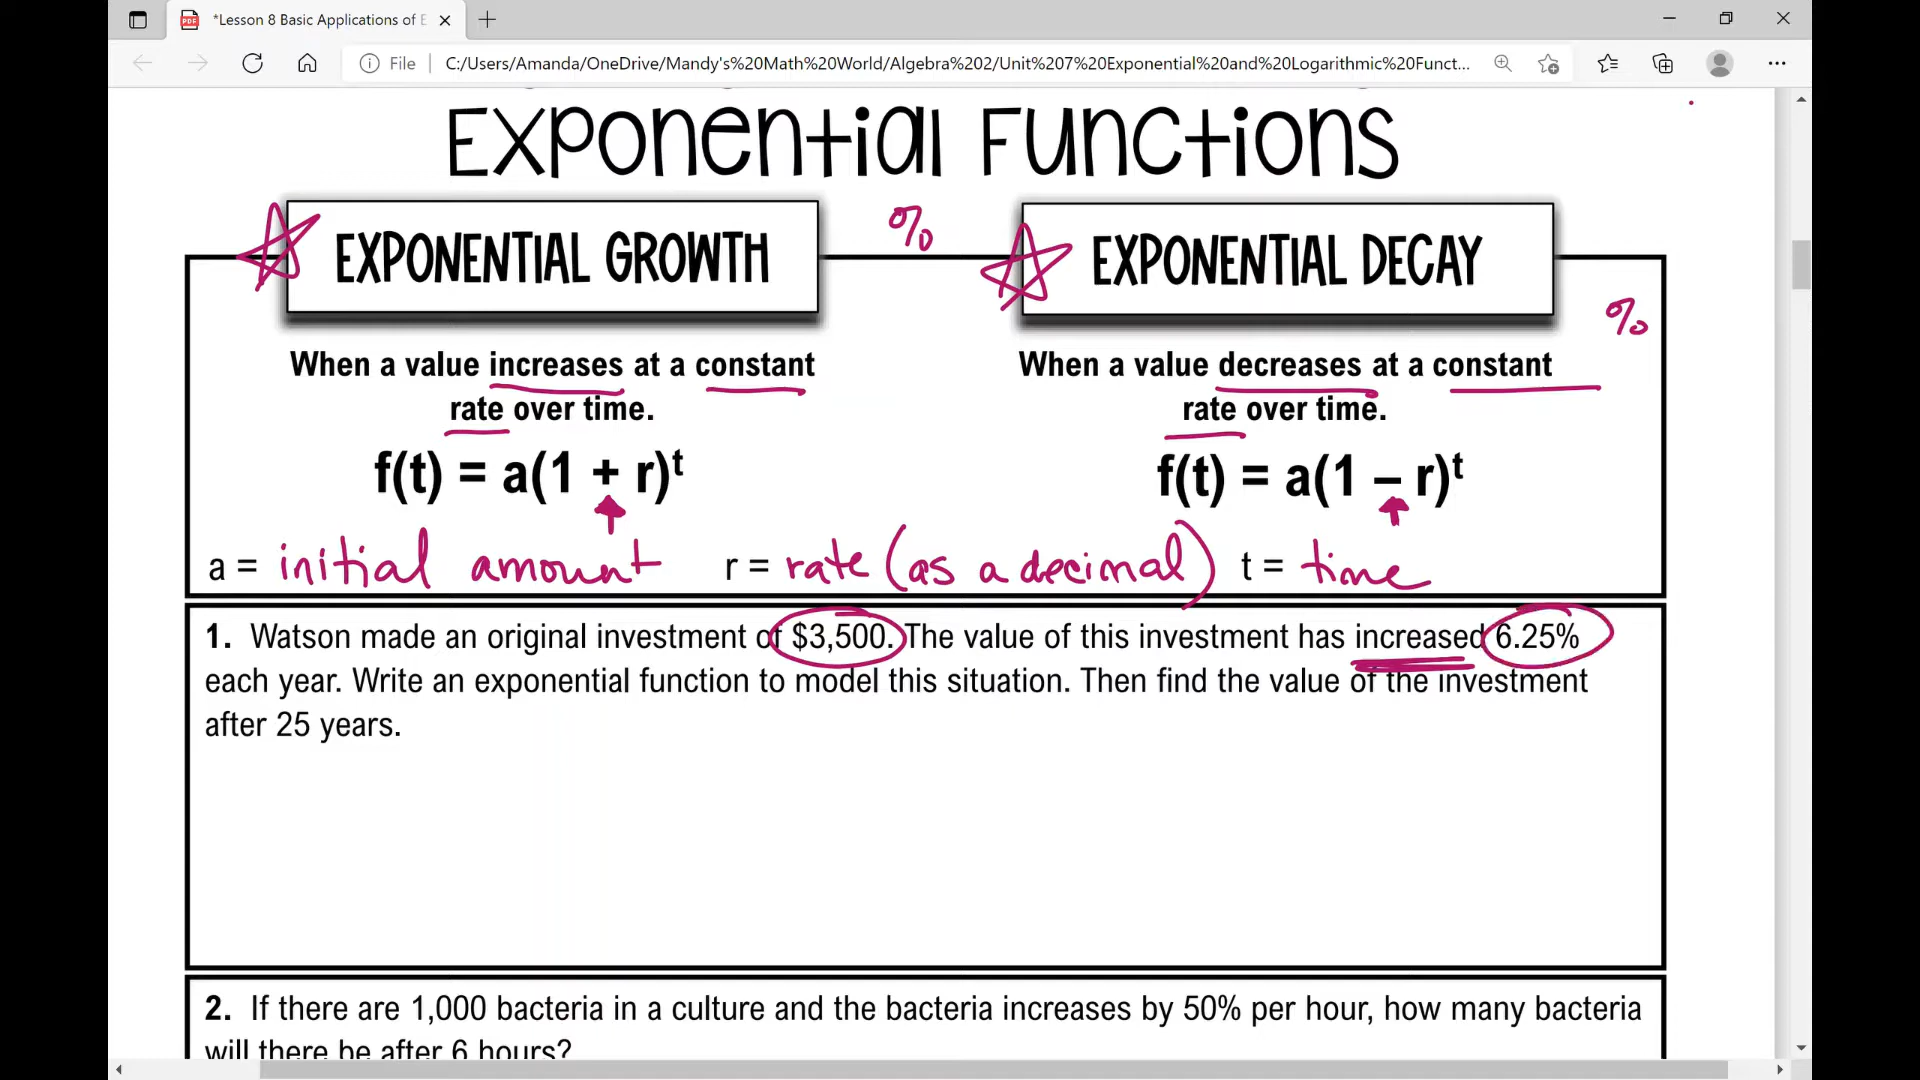 *Lesson 8 Basic Applications of E
File C:/Users/Amanda/OneDrive/Mandy's%20Math%20World/Algebra%202/Unit%207%20Exponential%20and%20Logarithmic%20Funct...
Exponential Functions
EXPONENTIAL GROWTH % EXPONENTIAL DECAY
%
When a value increases at a constant
rate over time.
f(t) = a(1 + r)ᵗ
When a value decreases at a constant
rate over time.
f(t) = a(1 – r)ᵗ
a = initial amount r = rate (as a decimal) t = time
1. Watson made an original investment of $3,500. The value of this investment has increased 6.25%
each year. Write an exponential function to model this situation. Then find the value of the investment
after 25 years.
2. If there are 1,000 bacteria in a culture and the bacteria increases by 50% per hour, how many bacteria
will there be after 6 hours?